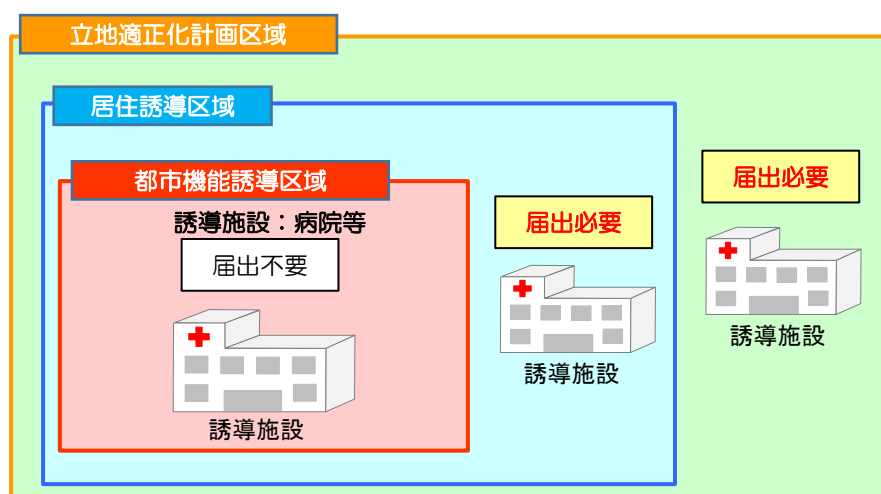 立地適正化計画区域
居住誘導区域
都市機能誘導区域
誘導施設：病院等
届出不要
誘導施設
届出必要
誘導施設
届出必要
誘導施設